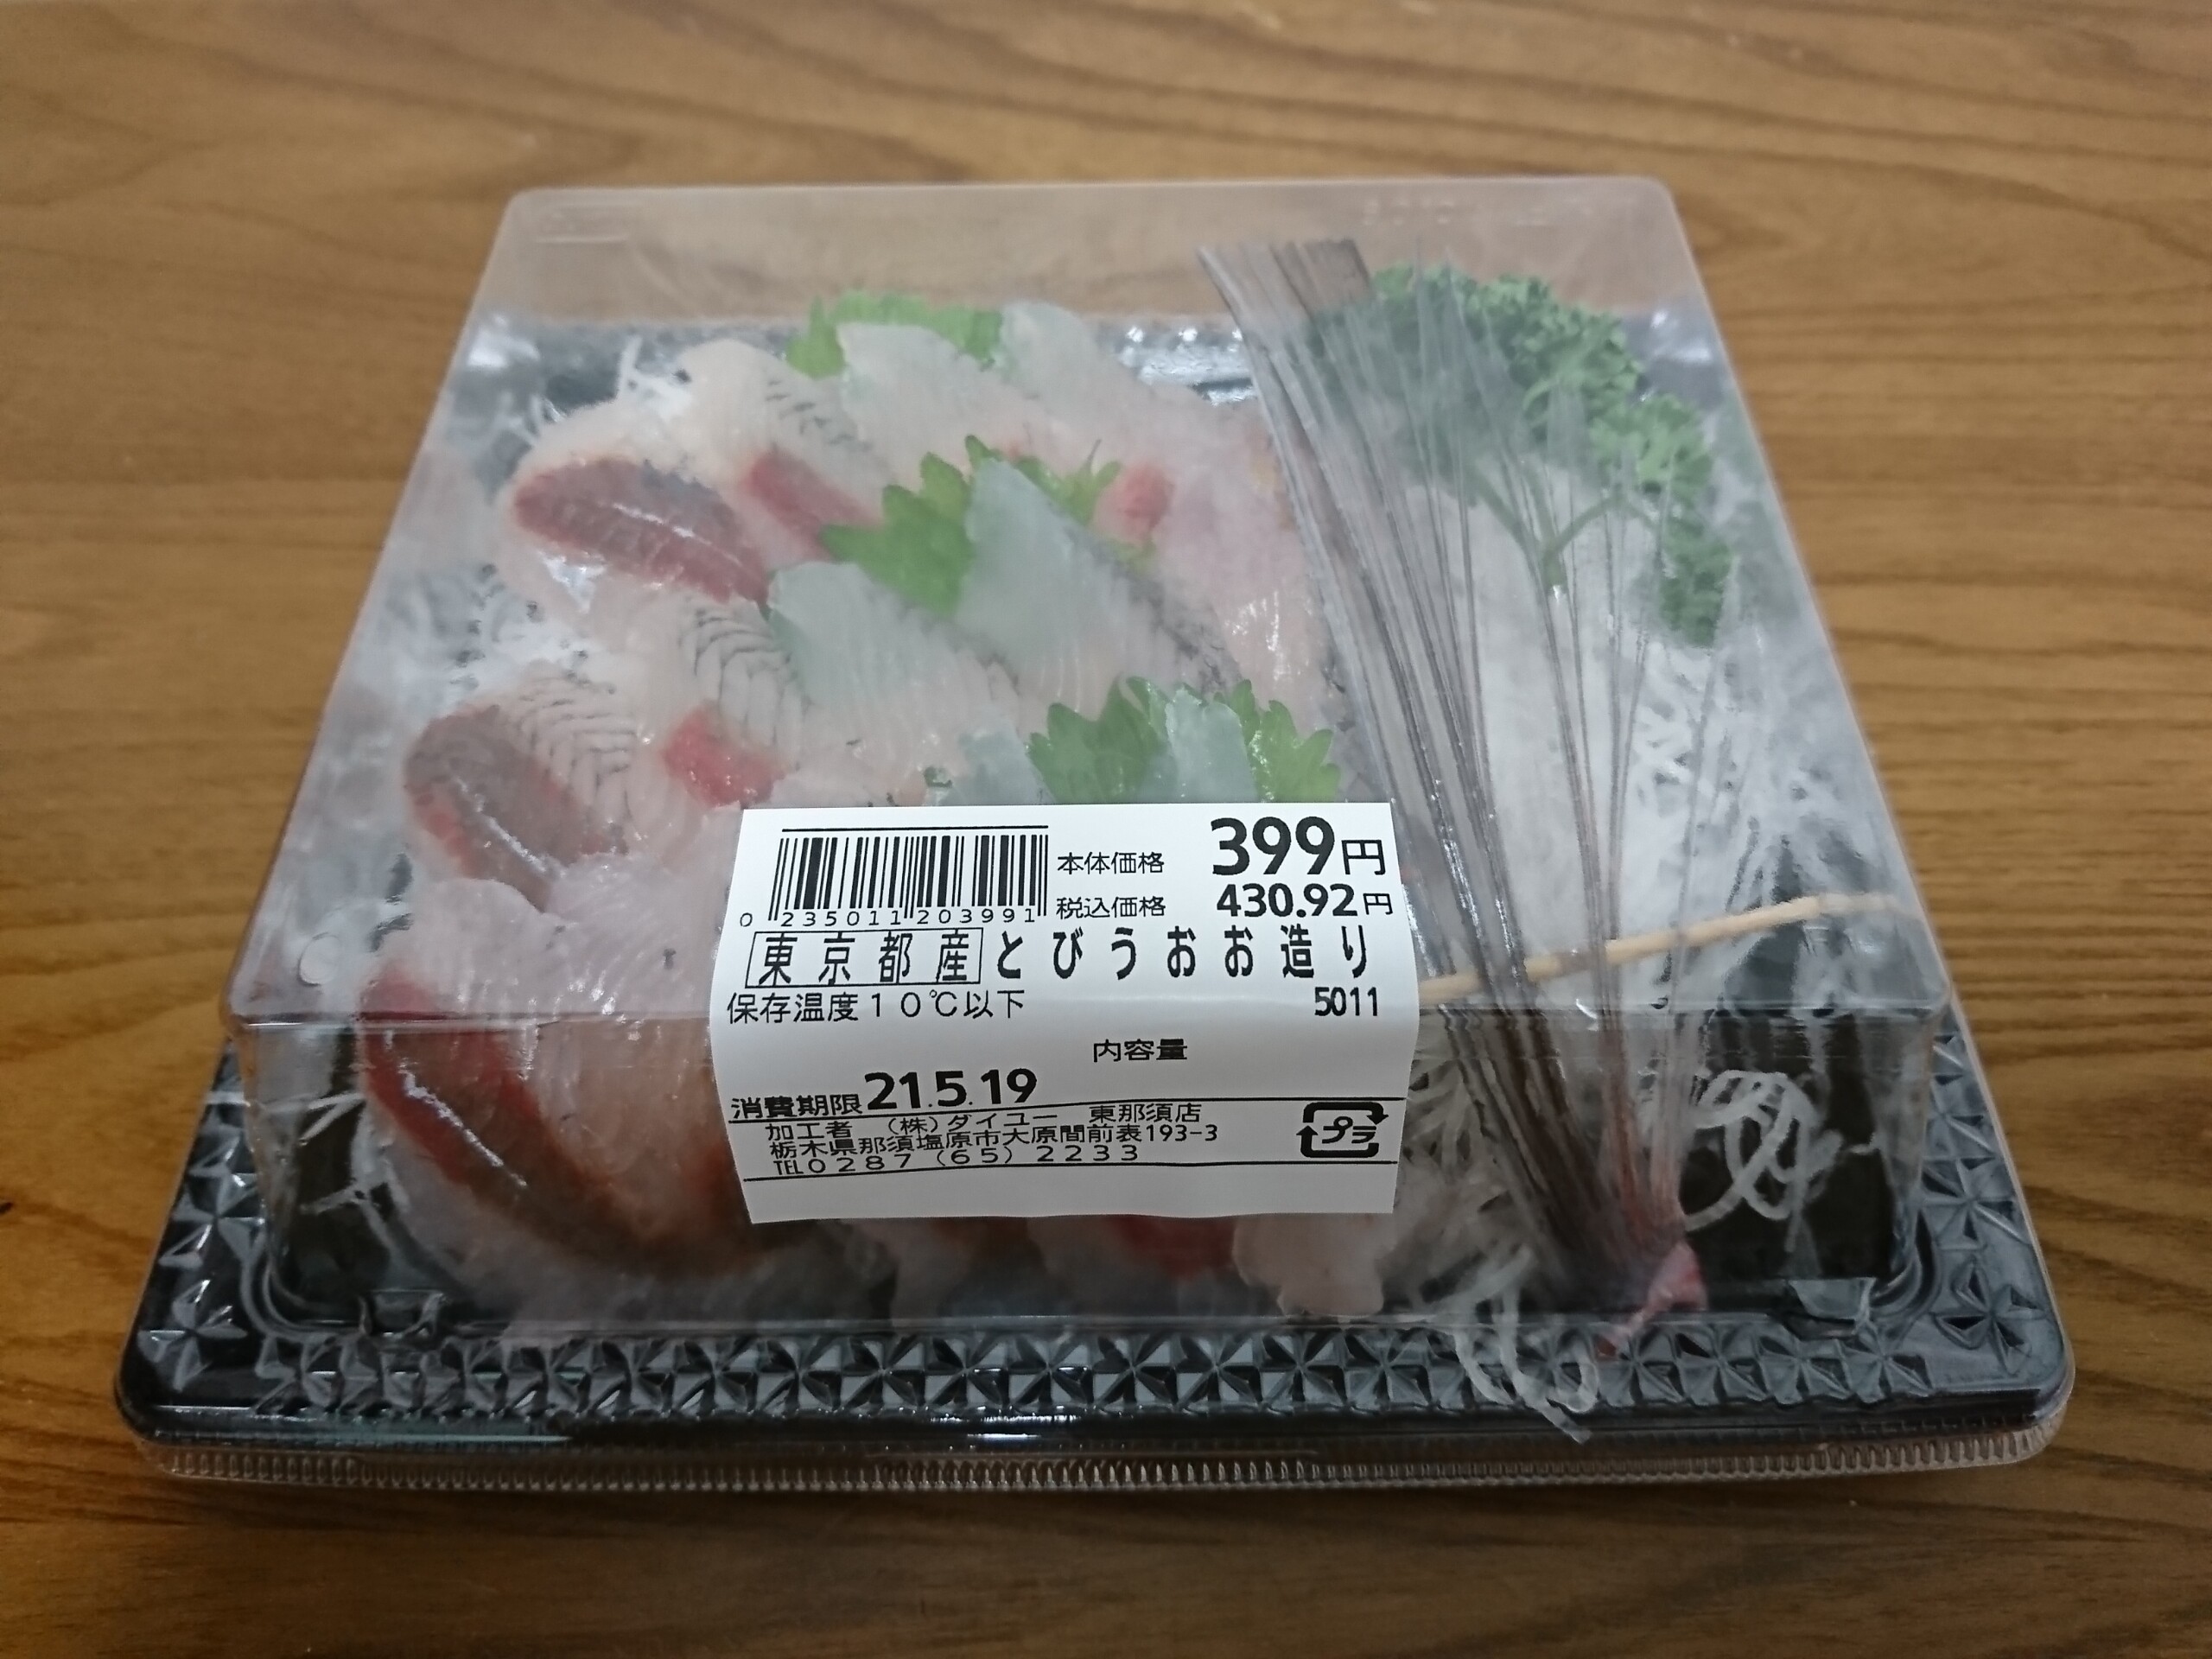 本体価格 399円
0 235011 203991 税込価格 430.92円
東京都産 とびうおお造り
保存温度10℃以下 5011
内容量
消費期限 21.5.19
加工者 (株)ダイユー 東那須店
栃木県那須塩原市大原間前表193-3
TEL0287(65)2233
プラ